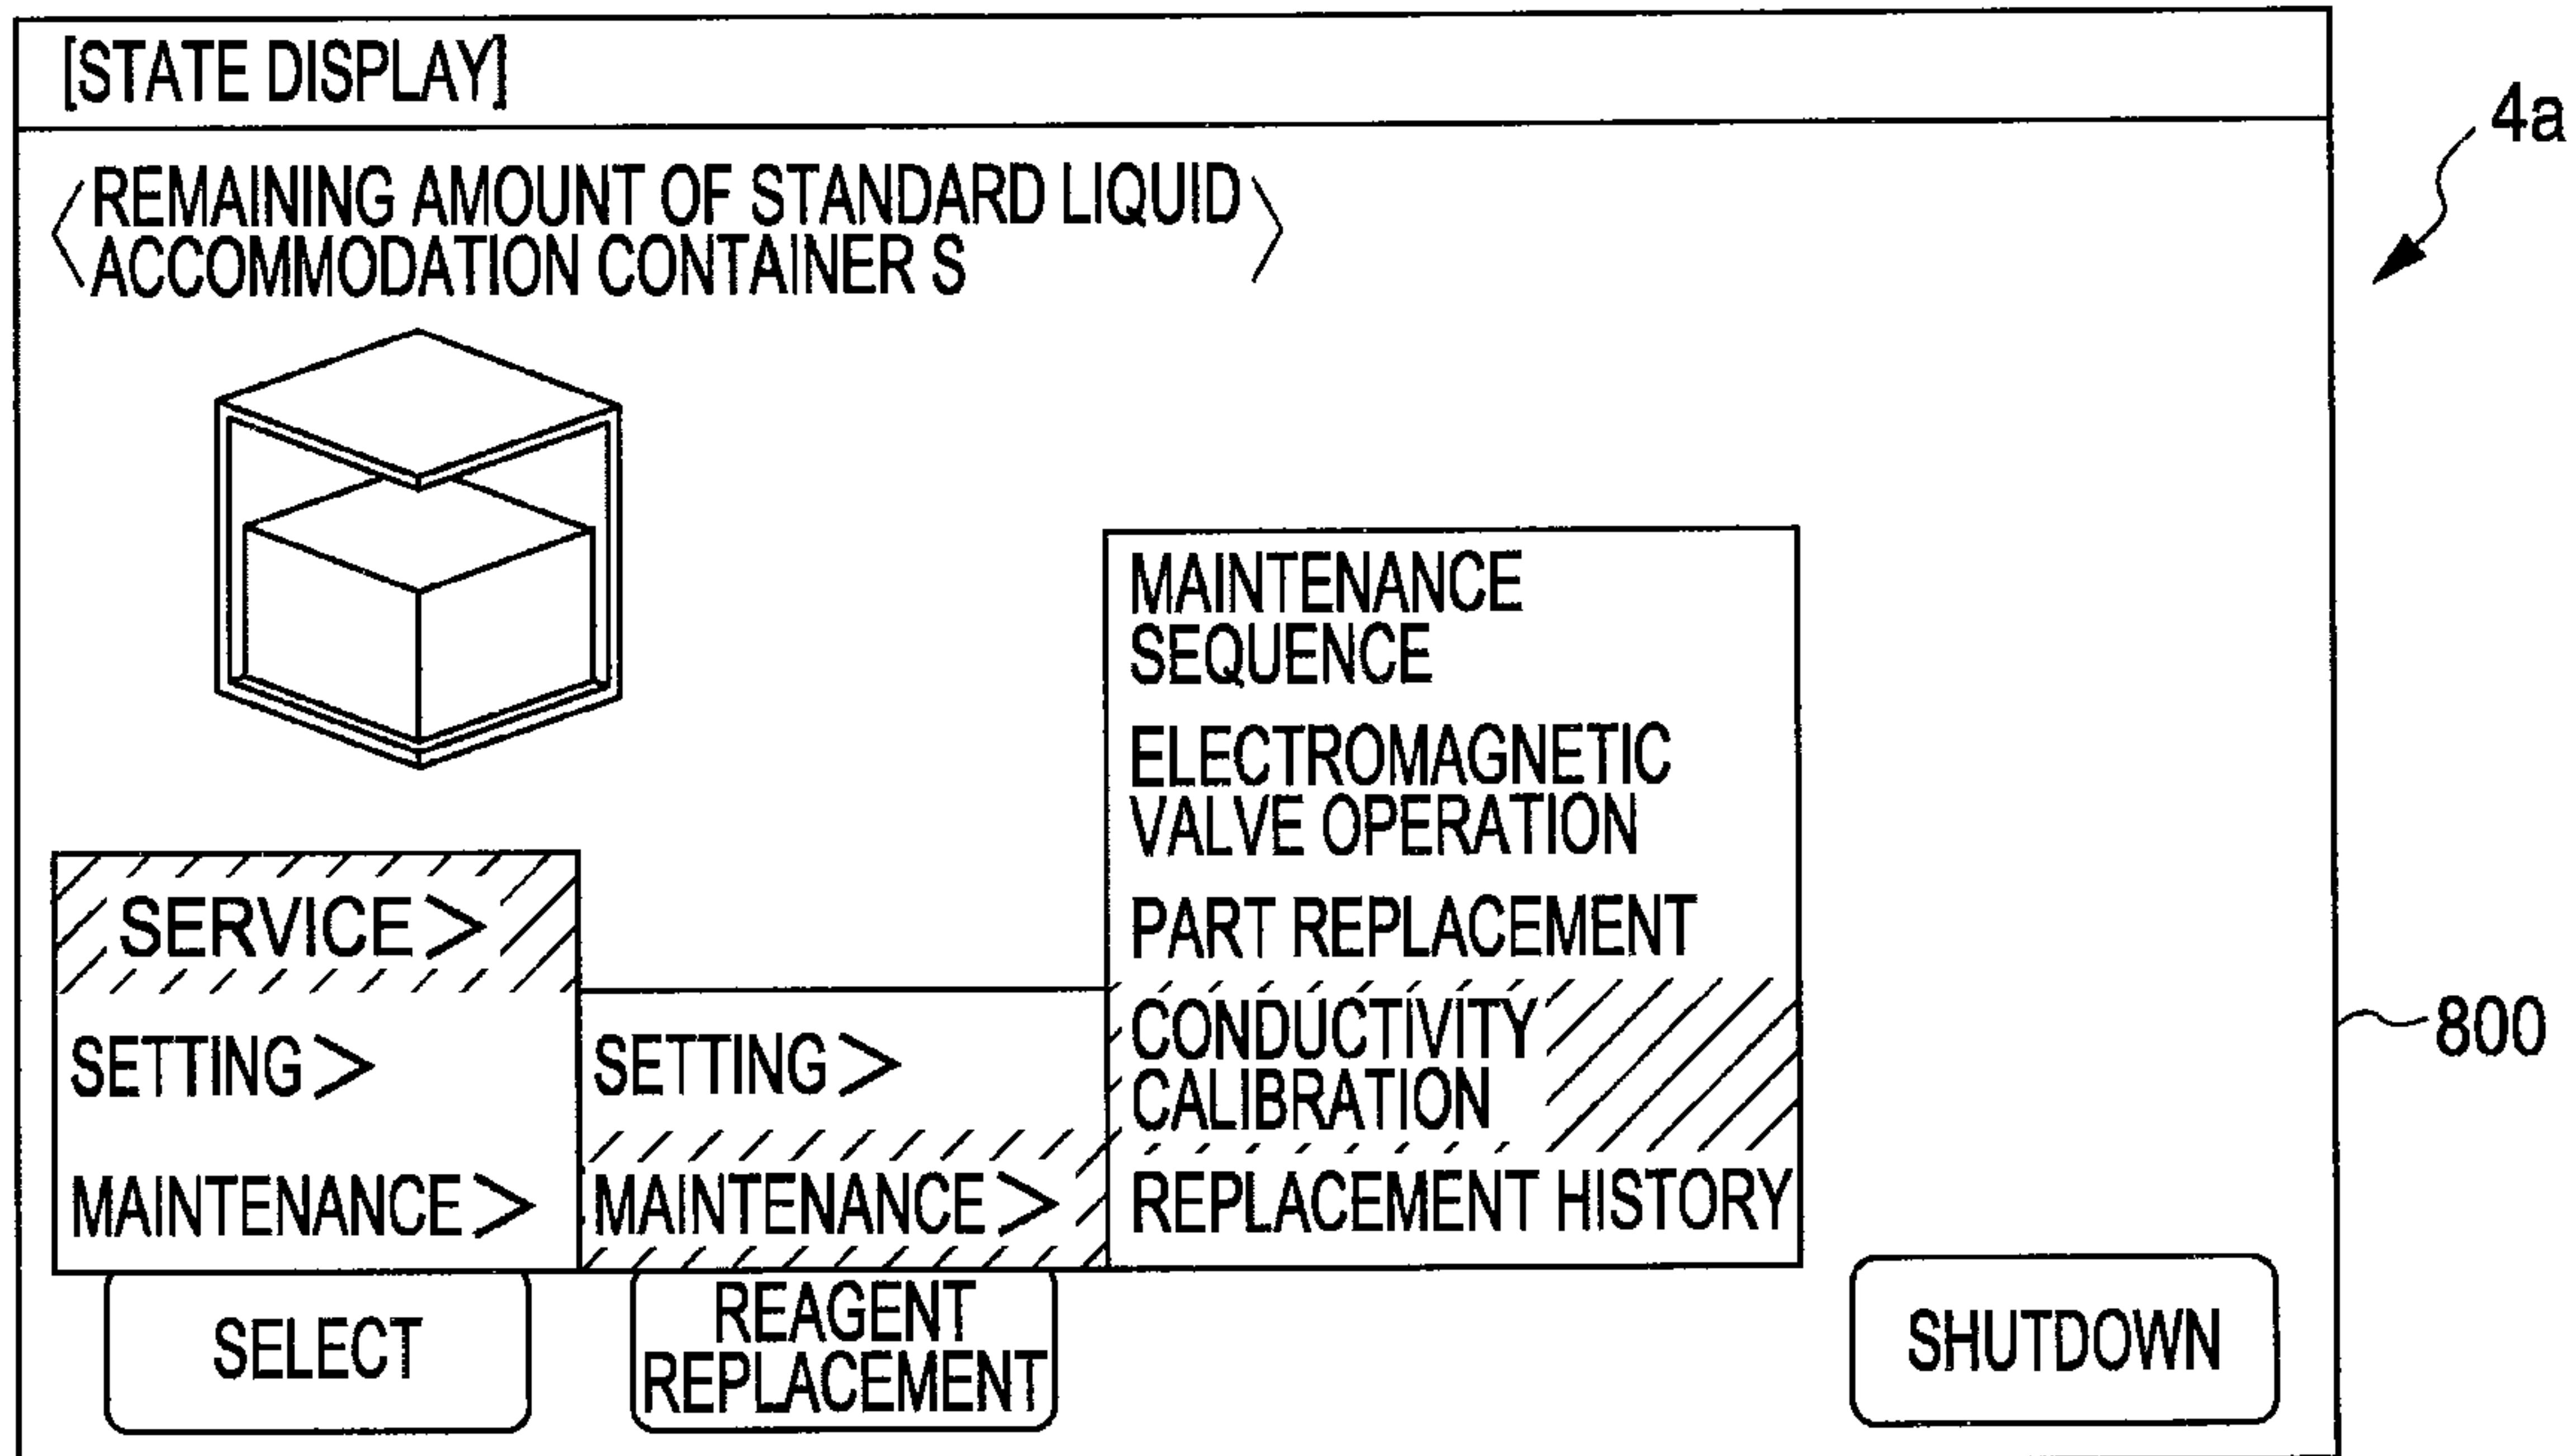 [STATE DISPLAY]
4a
<REMAINING AMOUNT OF STANDARD LIQUID
ACCOMMODATION CONTAINER S>
MAINTENANCE
SEQUENCE
ELECTROMAGNETIC
VALVE OPERATION
PART REPLACEMENT
CONDUCTIVITY
CALIBRATION
REPLACEMENT HISTORY
SERVICE >
SETTING >
MAINTENANCE >
SETTING >
MAINTENANCE >
800
SELECT
REAGENT
REPLACEMENT
SHUTDOWN